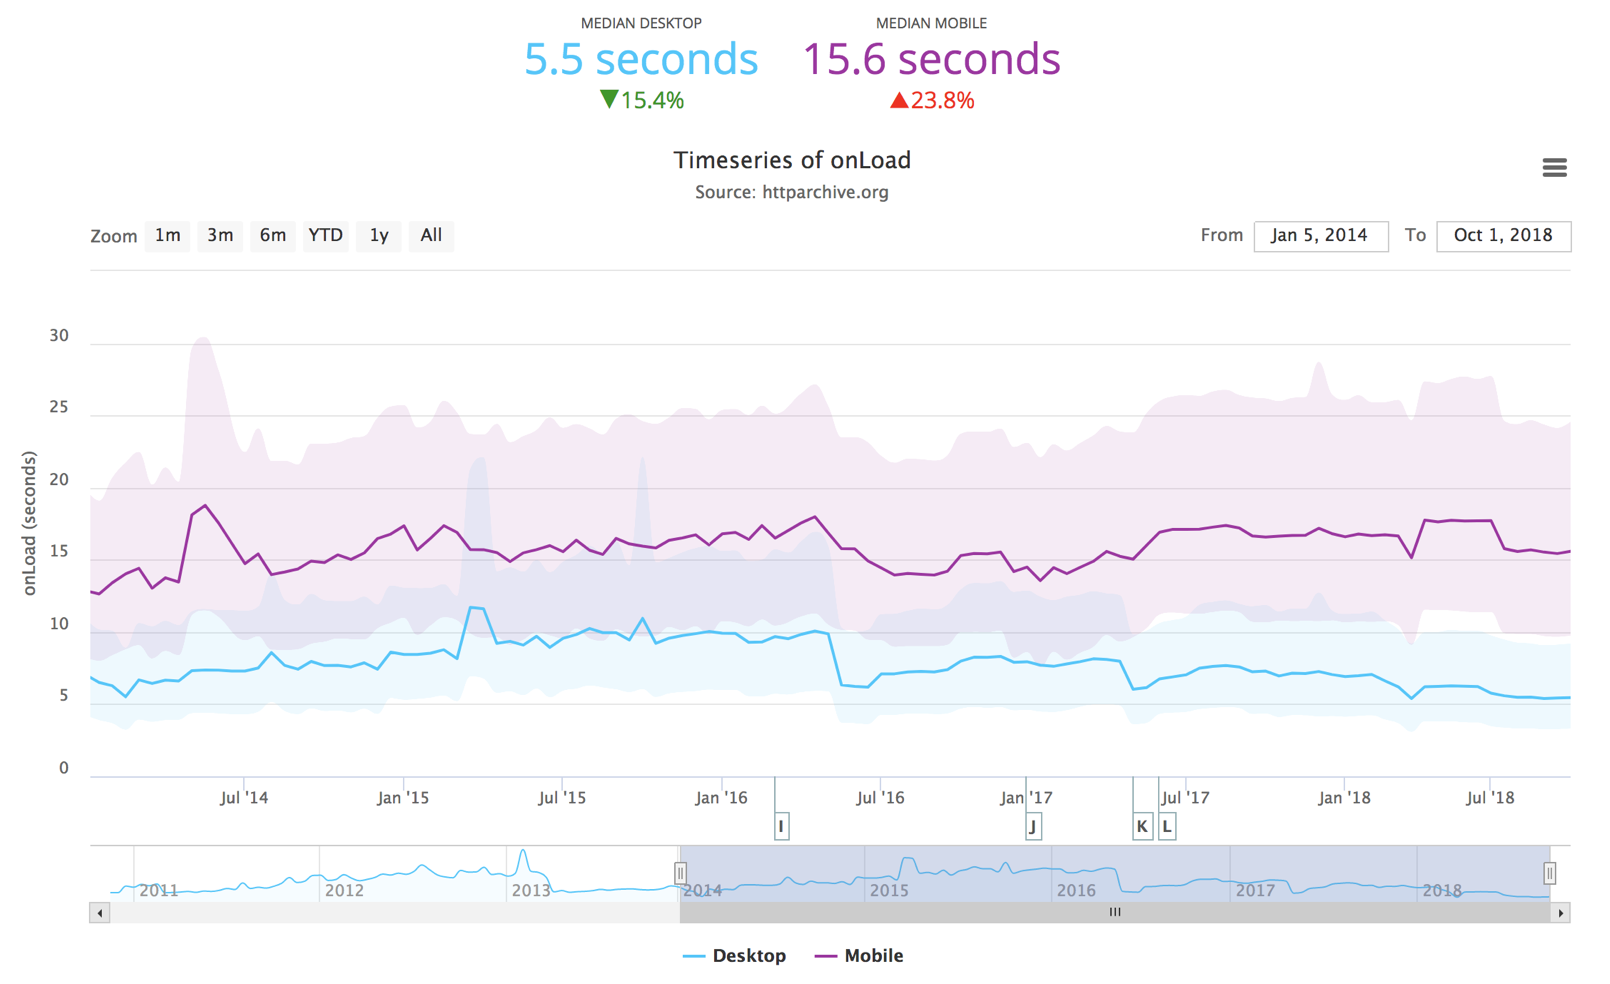 MEDIAN DESKTOP MEDIAN MOBILE
5.5 seconds 15.6 seconds
▼15.4% ▲23.8%
Timeseries of onLoad
Source: httparchive.org
Zoom 1m 3m 6m YTD 1y All From Jan 5, 2014 To Oct 1, 2018
onLoad (seconds)
30
25
20
15
10
5
0
Jul '14 Jan '15 Jul '15 Jan '16 Jul '16 Jan '17 Jul '17 Jan '18 Jul '18
I J K L
2011 2012 2013 2014 2015 2016 2017 2018
Desktop Mobile